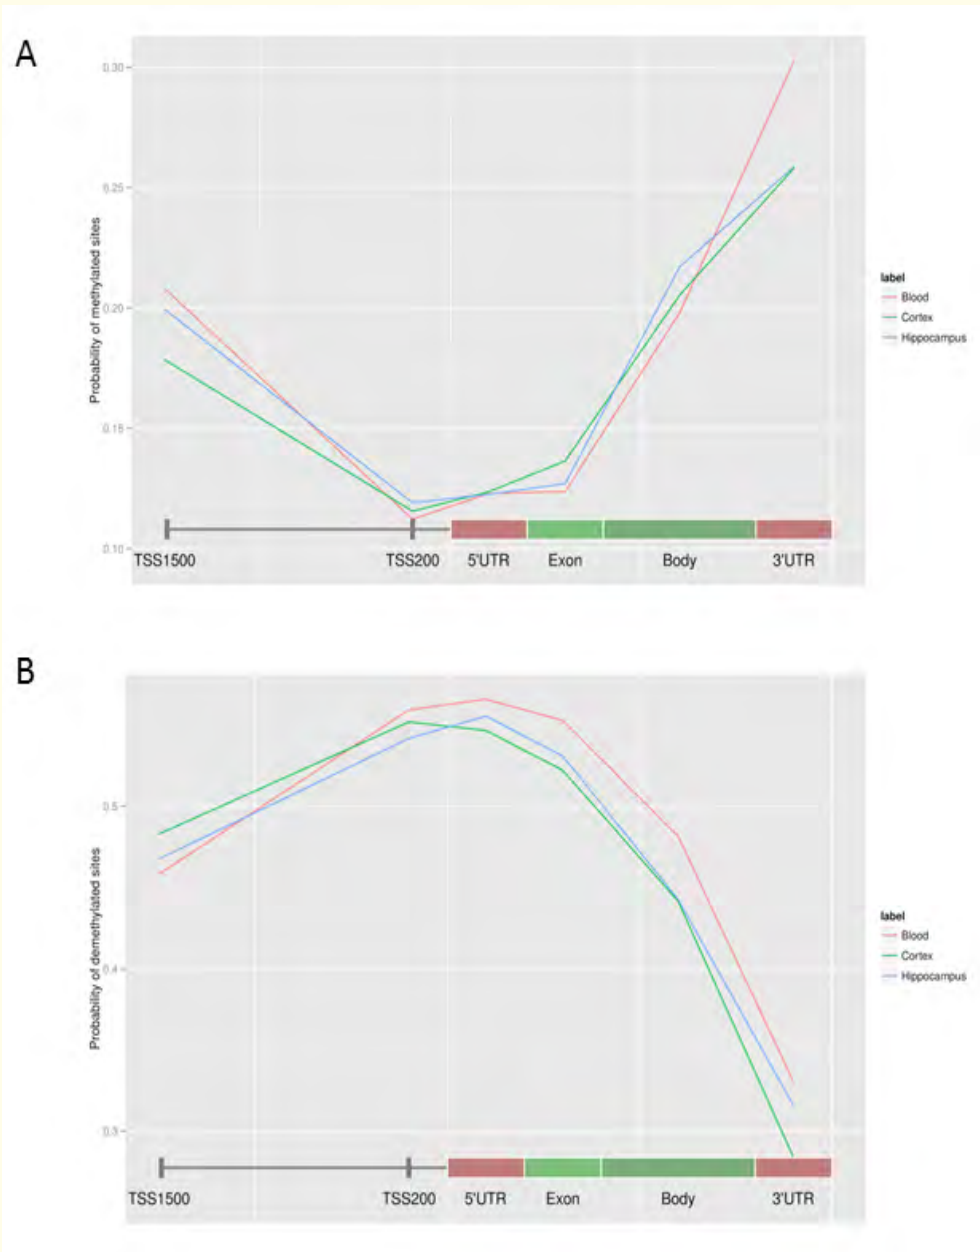 A
0.30
0.25
0.20
0.15
0.10
Probability of methylated sites
TSS1500 TSS200 5'UTR Exon Body 3'UTR
label
Blood
Cortex
Hippocampus
B
0.5
0.4
0.3
Probability of demethylated sites
TSS1500 TSS200 5'UTR Exon Body 3'UTR
label
Blood
Cortex
Hippocampus